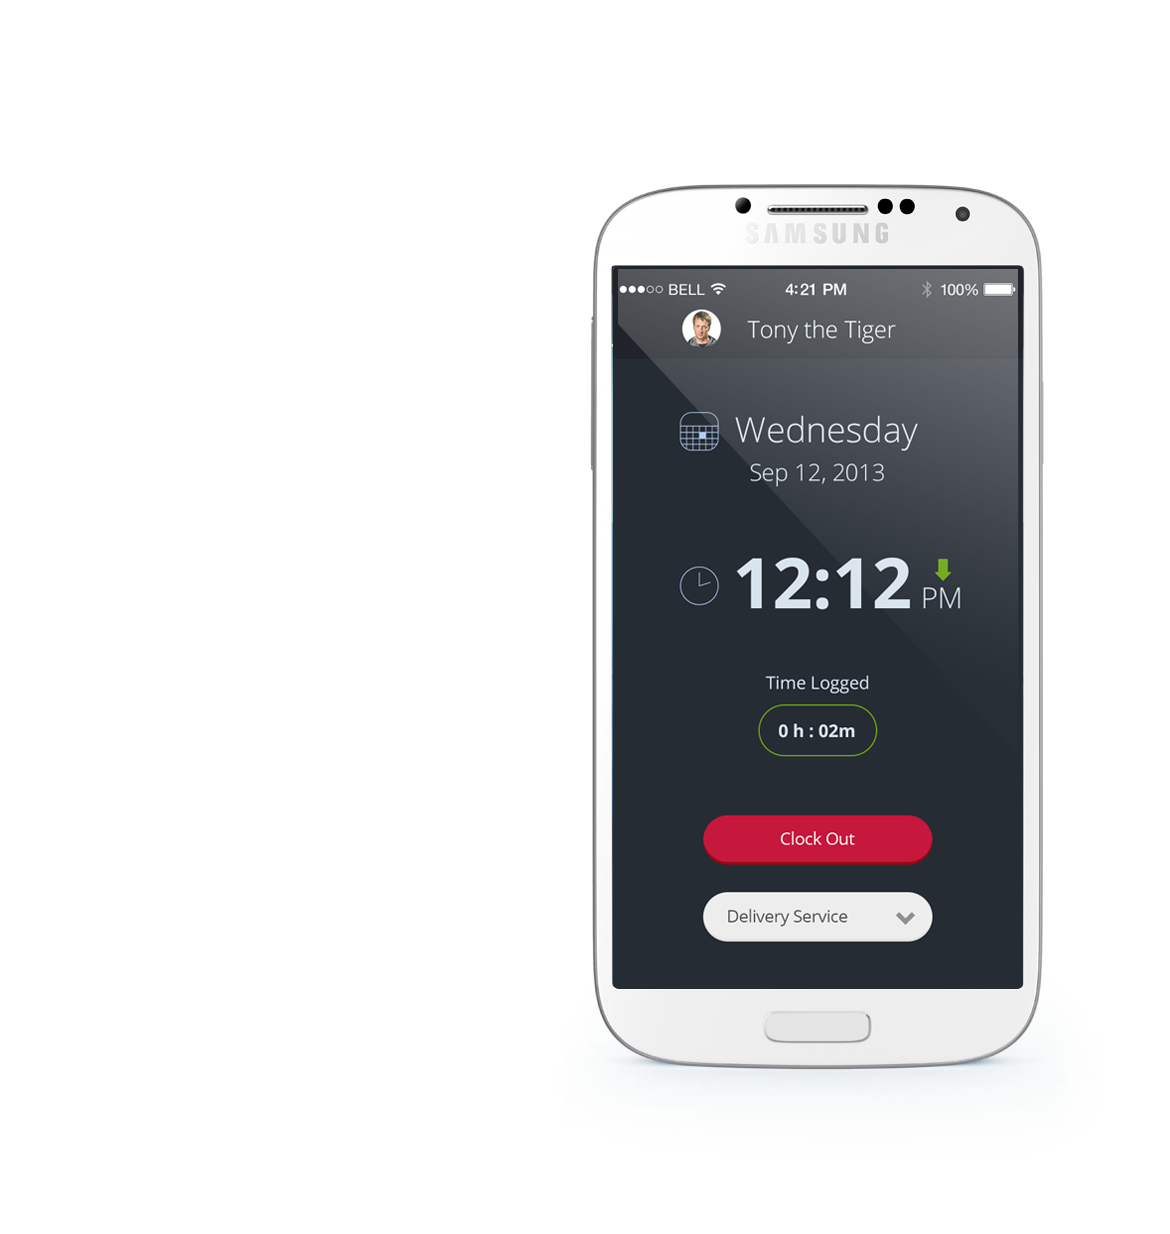 SAMSUNG
BELL 4:21 PM 100%
Tony the Tiger
Wednesday
Sep 12, 2013
12:12 PM
Time Logged
0 h : 02m
Clock Out
Delivery Service